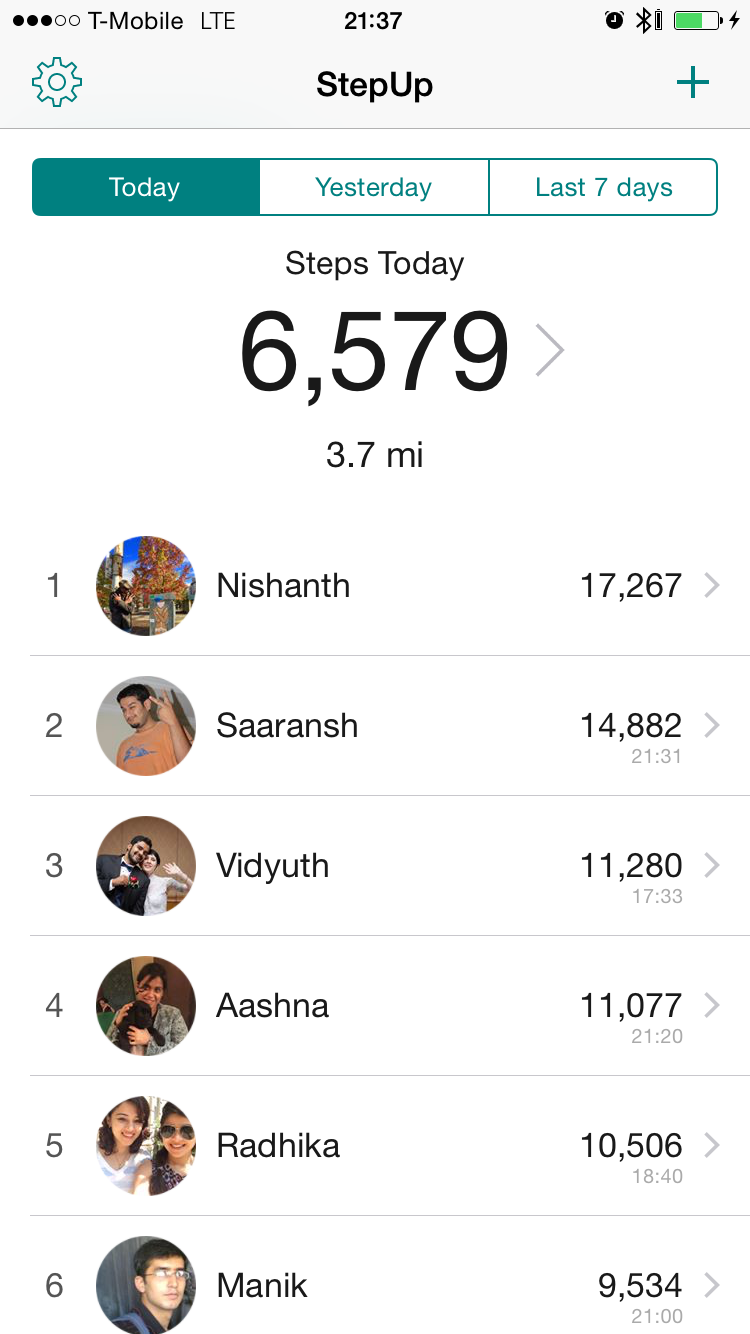 T-Mobile LTE 21:37
StepUp
Today Yesterday Last 7 days
Steps Today
6,579
3.7 mi
1 Nishanth 17,267
2 Saaransh 14,882
21:31
3 Vidyuth 11,280
17:33
4 Aashna 11,077
21:20
5 Radhika 10,506
18:40
6 Manik 9,534
21:00